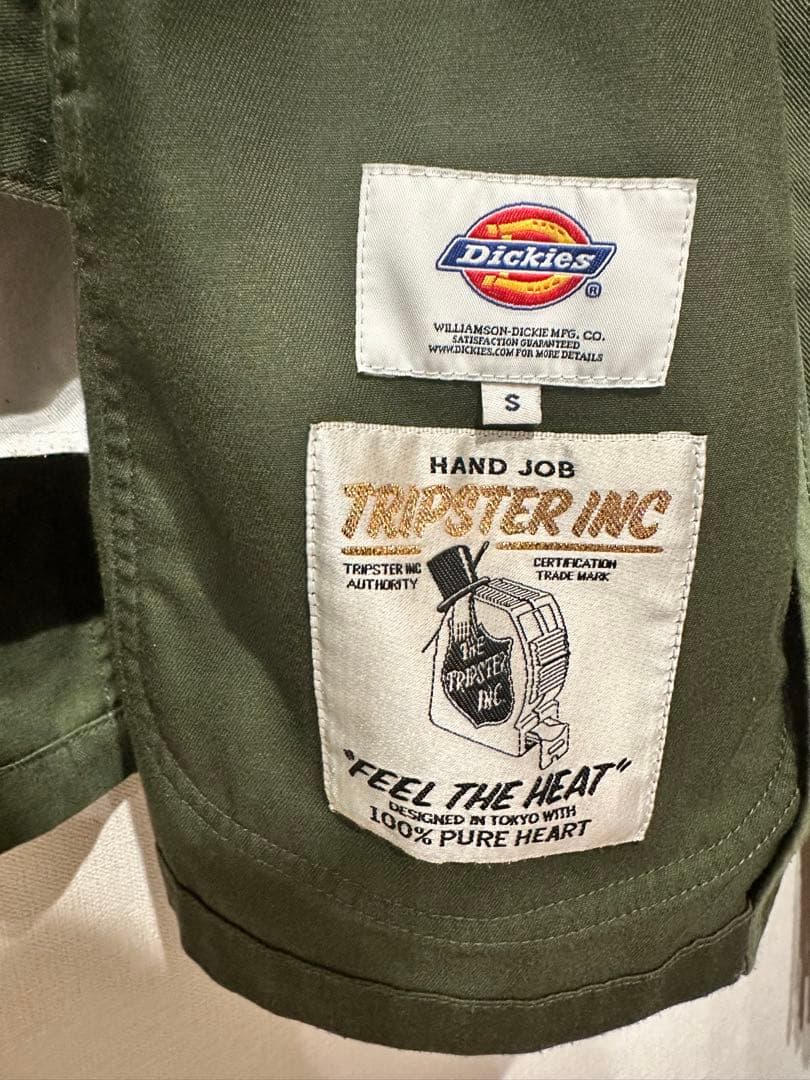 Dickies
®
WILLIAMSON-DICKIE MFG. CO.
SATISFACTION GUARANTEED
WWW.DICKIES.COM FOR MORE DETAILS
S
HAND JOB
TRIPSTER INC
TRIPSTER INC
AUTHORITY
CERTIFICATION
TRADE MARK
THE
TRIPSTER
INC.
"FEEL THE HEAT"
DESIGNED IN TOKYO WITH
100% PURE HEART